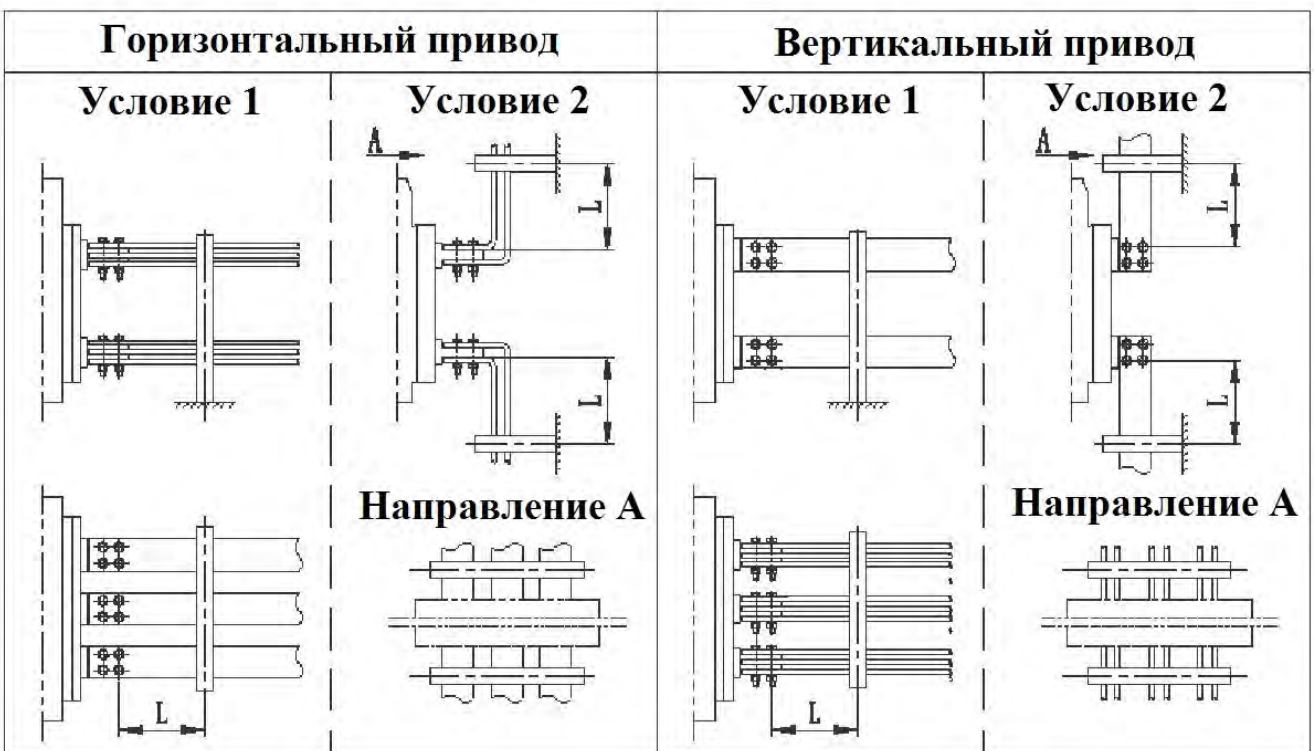 Горизонтальный привод
Вертикальный привод
Условие 1
Условие 2
Условие 1
Условие 2
A
L
L
A
L
L
Направление А
Направление А
L
L